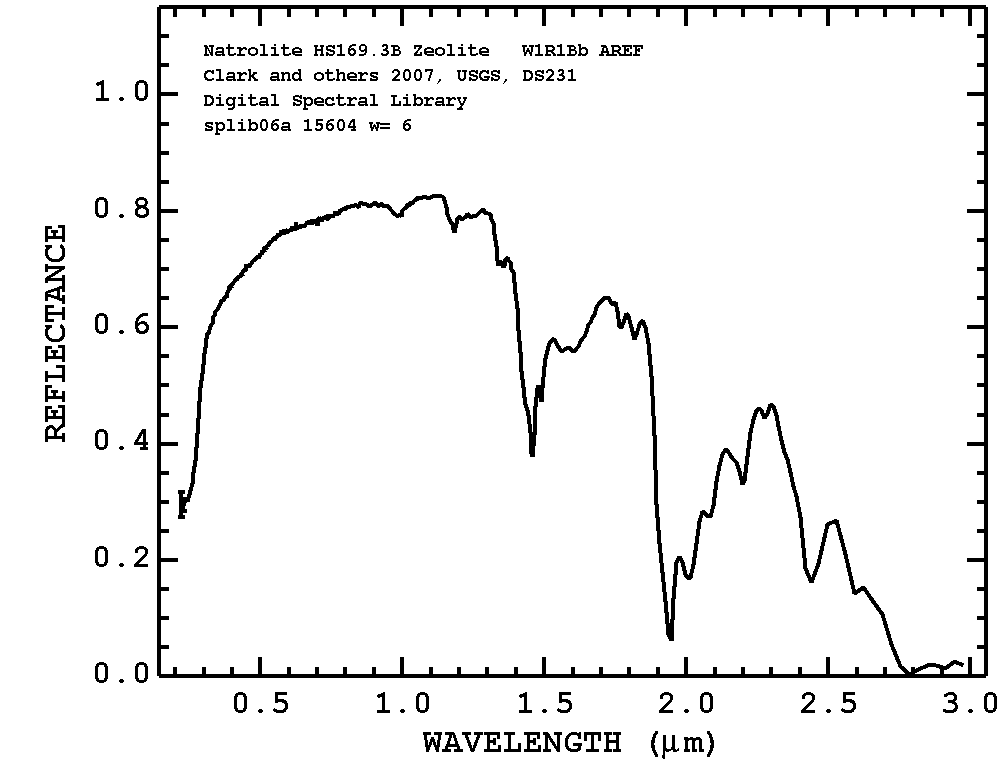 Natrolite HS169.3B Zeolite W1R1Bb AREF
Clark and others 2007, USGS, DS231
Digital Spectral Library
splib06a 15604 w= 6
1.0
0.8
0.6
0.4
0.2
0.0
REFLECTANCE
0.5 1.0 1.5 2.0 2.5 3.0
WAVELENGTH (μm)